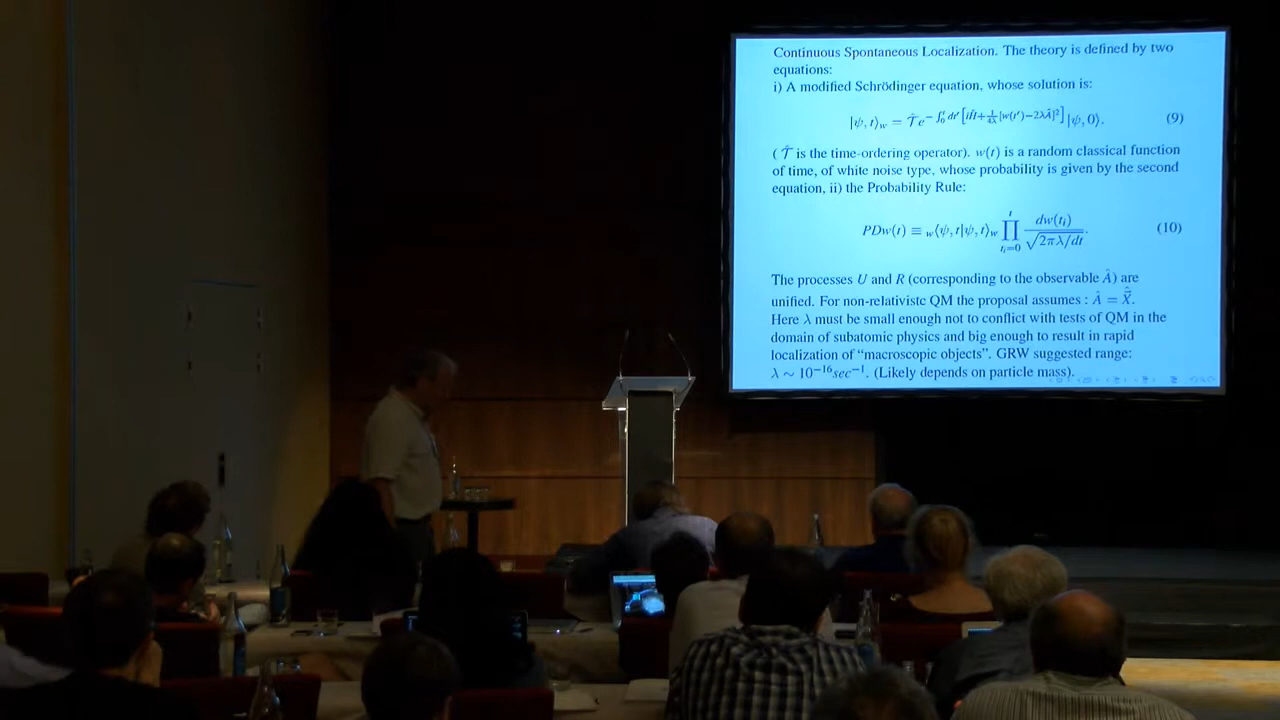 Continuous Spontaneous Localization. The theory is defined by two
equations:
i) A modified Schrödinger equation, whose solution is:
|ψ, t⟩_w = 𝒯̂ e^{− ∫_0^t dt′ [iĤ + \frac{1}{4λ} [w(t′) − 2λÂ]²]} |ψ, 0⟩. (9)
( 𝒯̂ is the time-ordering operator). w(t) is a random classical function
of time, of white noise type, whose probability is given by the second
equation, ii) the Probability Rule:
PDw(t) ≡ _w⟨ψ, t|ψ, t⟩_w ∏_{t_i=0}^{t} \frac{dw(t_i)}{\sqrt{2πλ/dt}}. (10)
The processes U and R (corresponding to the observable Â) are
unified. For non-relativistc QM the proposal assumes : Â = \hat{\vec{X}}.
Here λ must be small enough not to conflict with tests of QM in the
domain of subatomic physics and big enough to result in rapid
localization of "macroscopic objects". GRW suggested range:
λ ∼ 10^{−16} sec^{−1}. (Likely depends on particle mass).